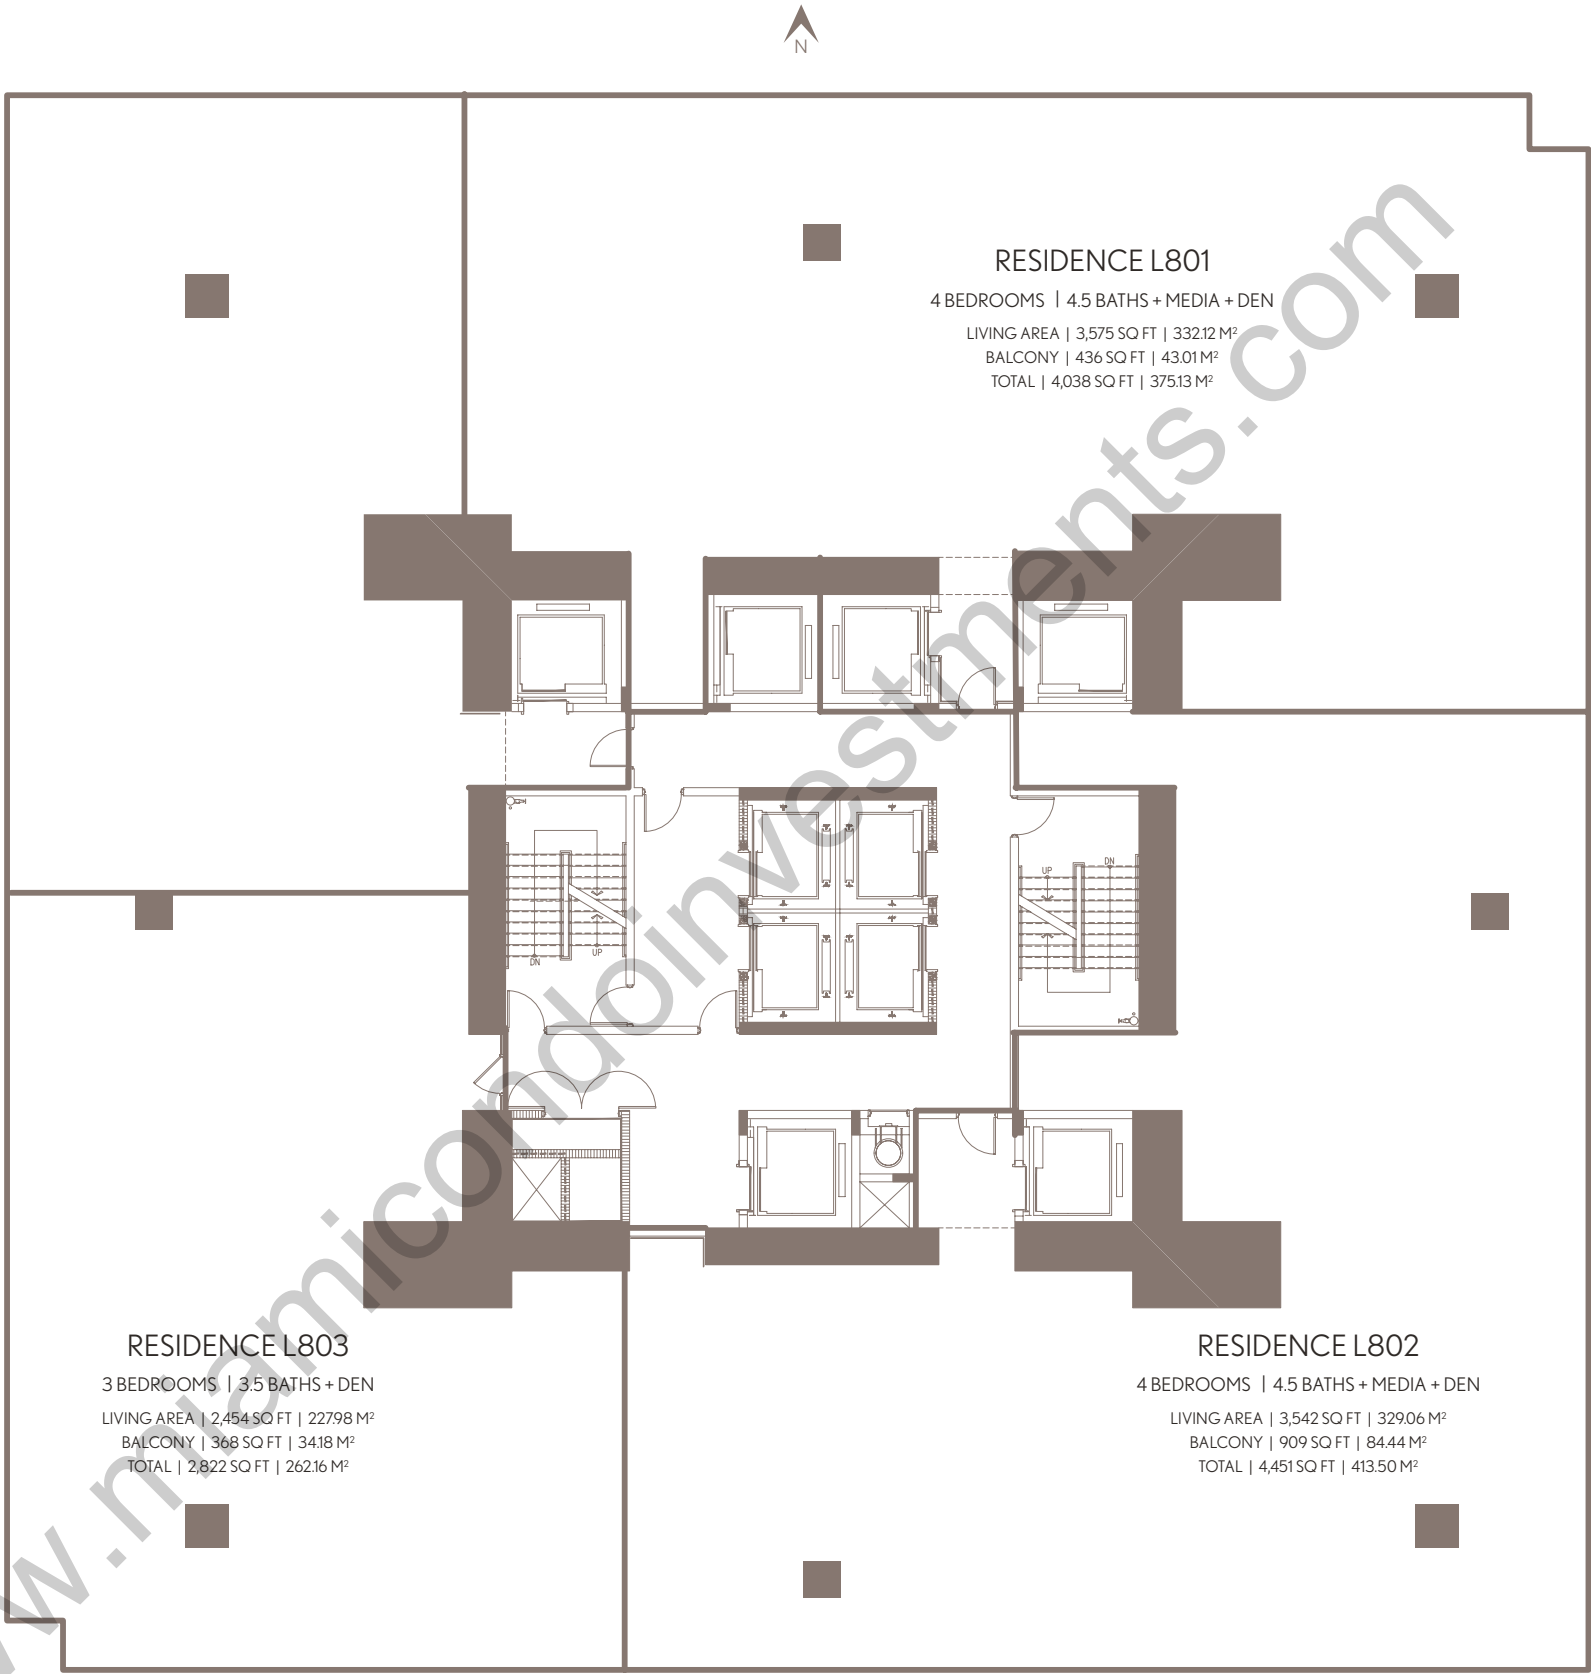 N
RESIDENCE L801
4 BEDROOMS | 4.5 BATHS + MEDIA + DEN
LIVING AREA | 3,575 SQ FT | 332.12 M²
BALCONY | 436 SQ FT | 43.01 M²
TOTAL | 4,038 SQ FT | 375.13 M²
UP
DN
DN
UP
RESIDENCE L803
3 BEDROOMS | 3.5 BATHS + DEN
LIVING AREA | 2,454 SQ FT | 227.98 M²
BALCONY | 368 SQ FT | 34.18 M²
TOTAL | 2,822 SQ FT | 262.16 M²
RESIDENCE L802
4 BEDROOMS | 4.5 BATHS + MEDIA + DEN
LIVING AREA | 3,542 SQ FT | 329.06 M²
BALCONY | 909 SQ FT | 84.44 M²
TOTAL | 4,451 SQ FT | 413.50 M²
w.miamicondoinvestments.com